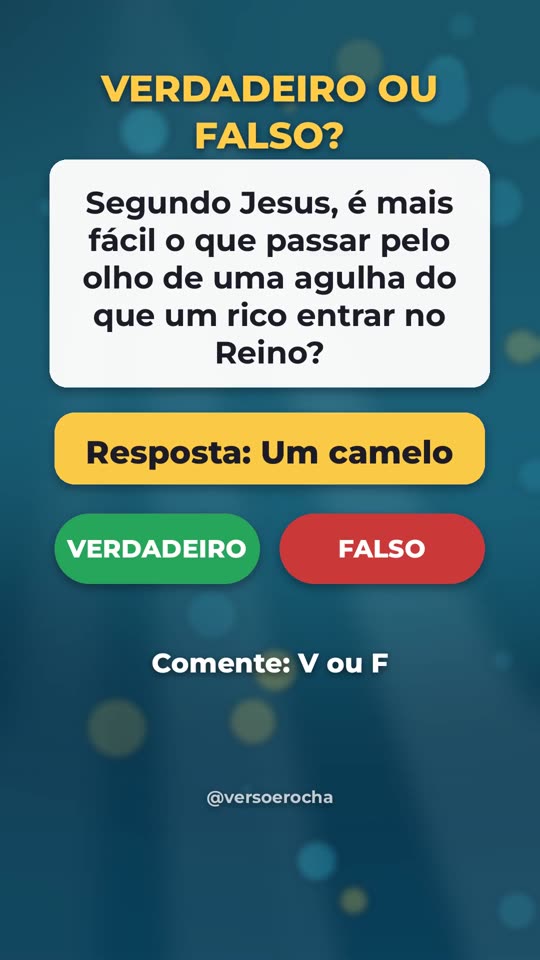 VERDADEIRO OU
FALSO?
Segundo Jesus, é mais
fácil o que passar pelo
olho de uma agulha do
que um rico entrar no
Reino?
Resposta: Um camelo
VERDADEIRO
FALSO
Comente: V ou F
@versoerocha